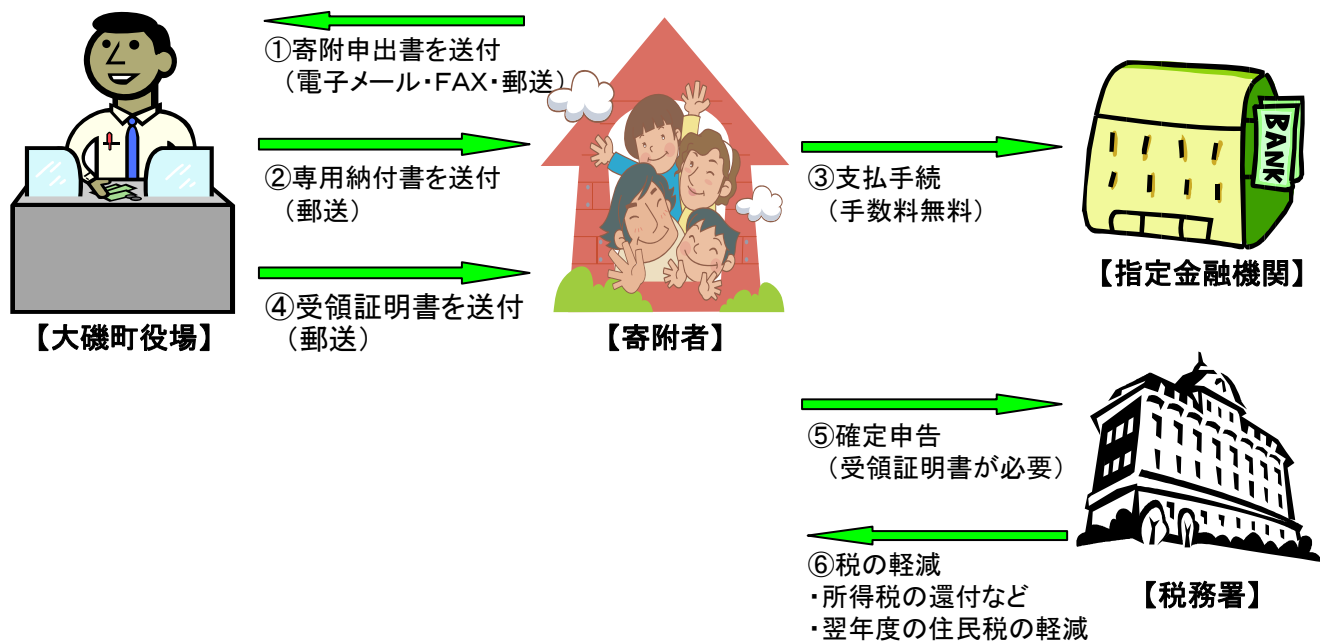 ①寄附申出書を送付
（電子メール・FAX・郵送）
②専用納付書を送付
（郵送）
④受領証明書を送付
（郵送）
【大磯町役場】
【寄附者】
③支払手続
（手数料無料）
BANK
【指定金融機関】
⑤確定申告
（受領証明書が必要）
⑥税の軽減
・所得税の還付など
・翌年度の住民税の軽減
【税務署】